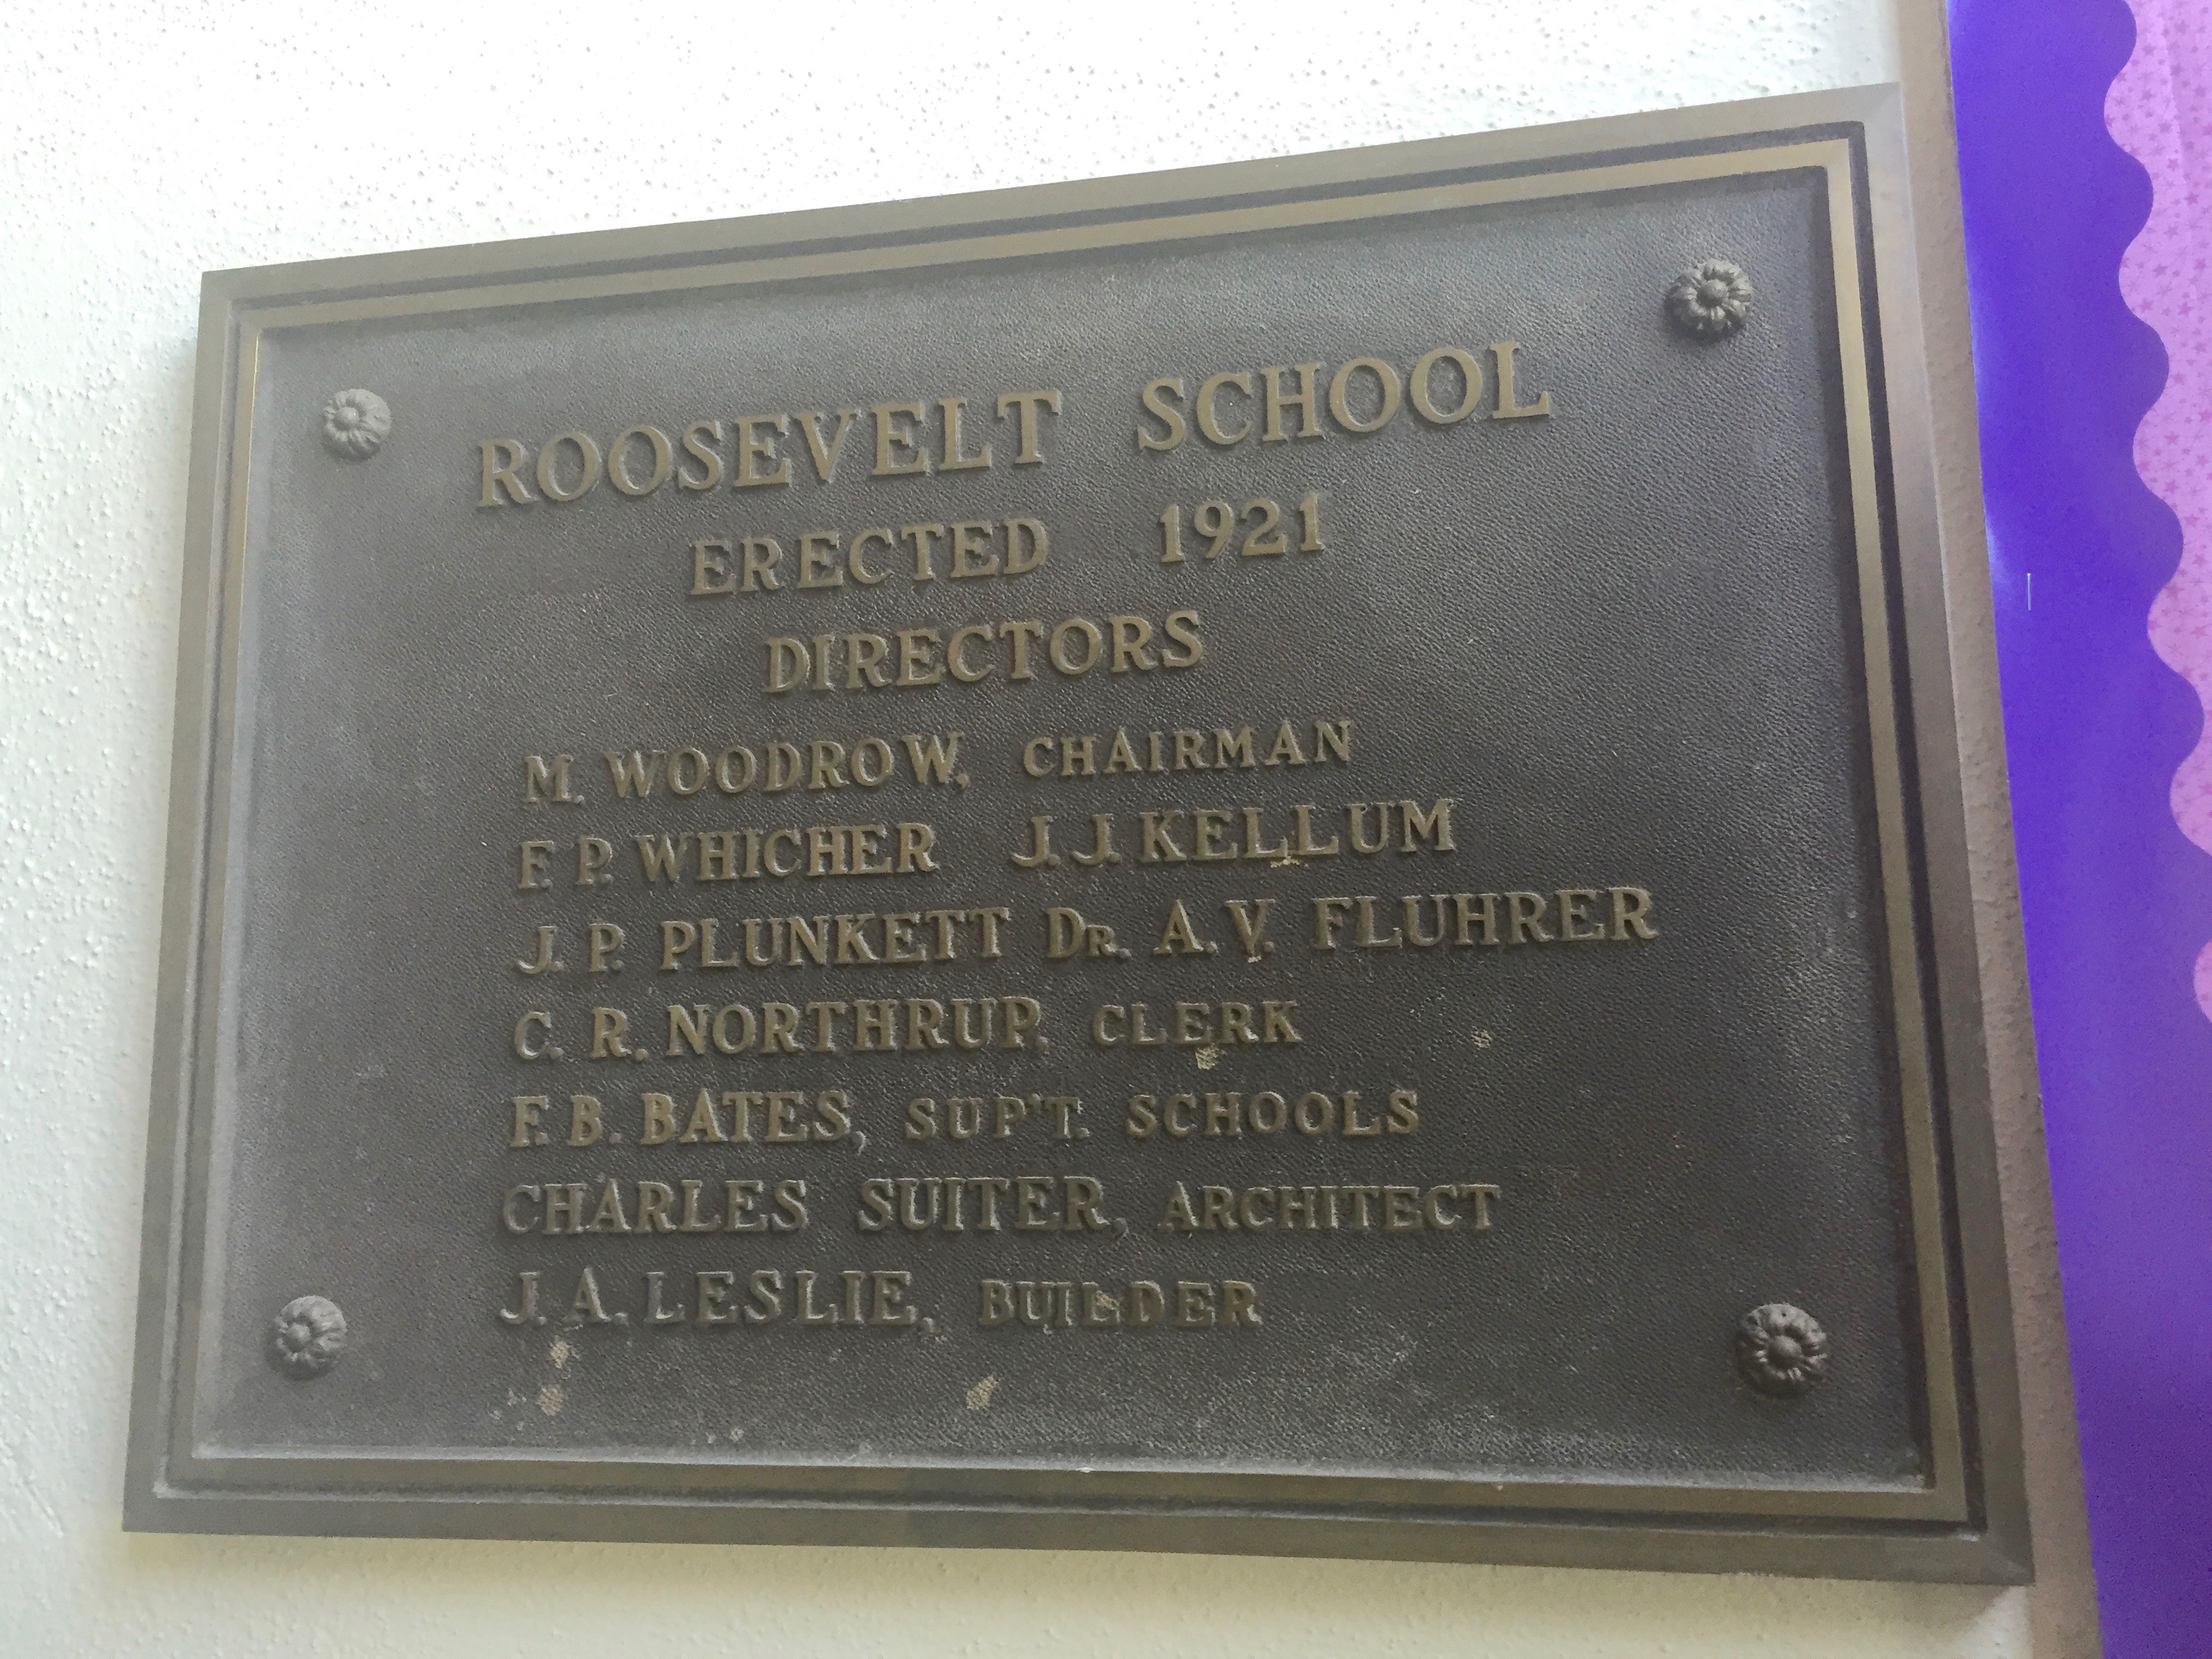 ROOSEVELT SCHOOL
ERECTED 1921
DIRECTORS
M. WOODROW, CHAIRMAN
F. P. WHICHER J. J. KELLUM
J. P. PLUNKETT DR. A. V. FLUHRER
C. R. NORTHRUP, CLERK
F. B. BATES, SUP'T. SCHOOLS
CHARLES SUITER, ARCHITECT
J. A. LESLIE, BUILDER